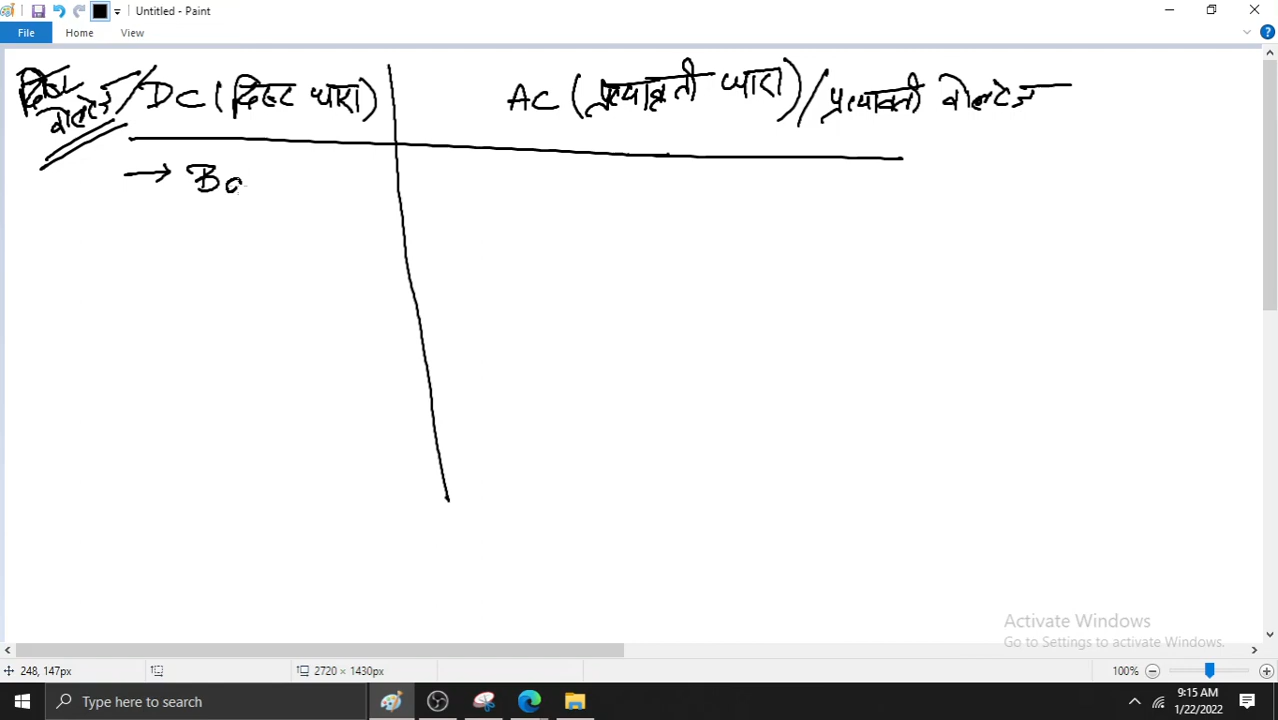 Untitled - Paint
File Home View
दिष्ट
वोल्टेज / DC (दिष्ट धारा) AC (प्रत्यावर्ती धारा) / प्रत्यावर्ती वोल्टेज
→ Ba
Activate Windows
Go to Settings to activate Windows.
248, 147px 2720 × 1430px 100%
Type here to search
9:15 AM
1/22/2022